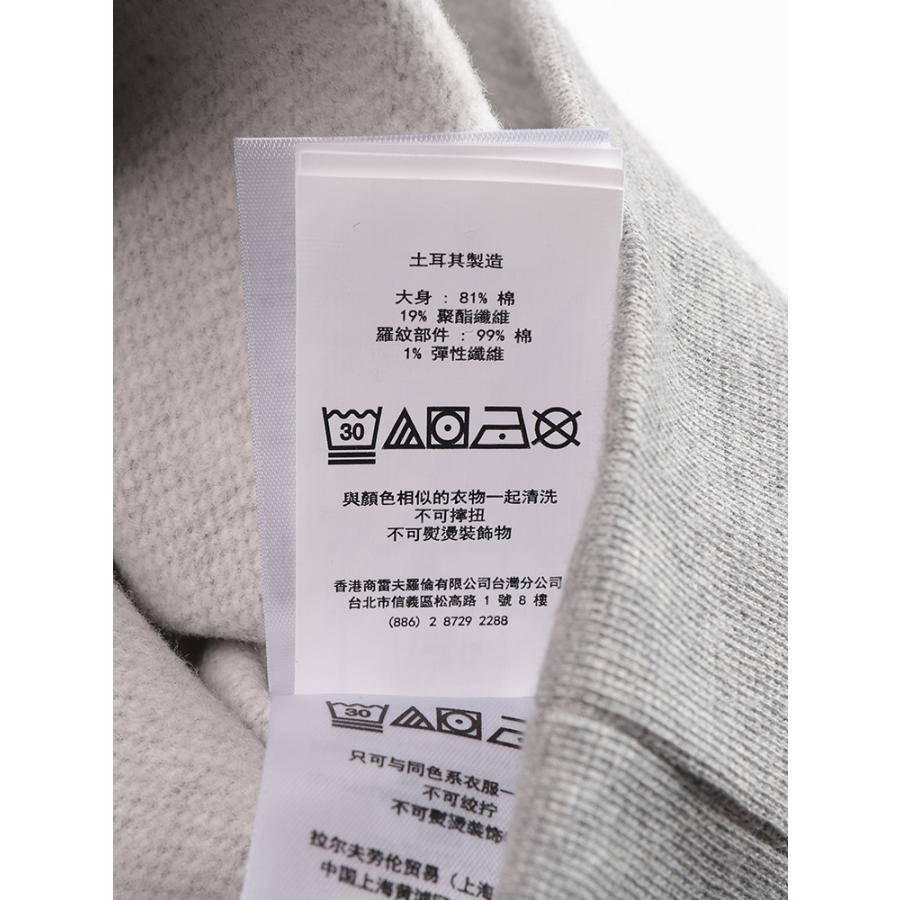 土耳其製造
大身 : 81% 棉
19% 聚酯纖維
羅紋部件 : 99% 棉
1% 彈性纖維
30
與顏色相似的衣物一起清洗
不可擰扭
不可熨燙裝飾物
香港商雷夫羅倫有限公司台灣分公司
台北市信義區松高路 1 號 8 樓
(886) 2 8729 2288
30
只可与同色系衣服一
不可绞拧
不可熨烫装饰
拉尔夫劳伦贸易 (上海
中国上海黄浦区